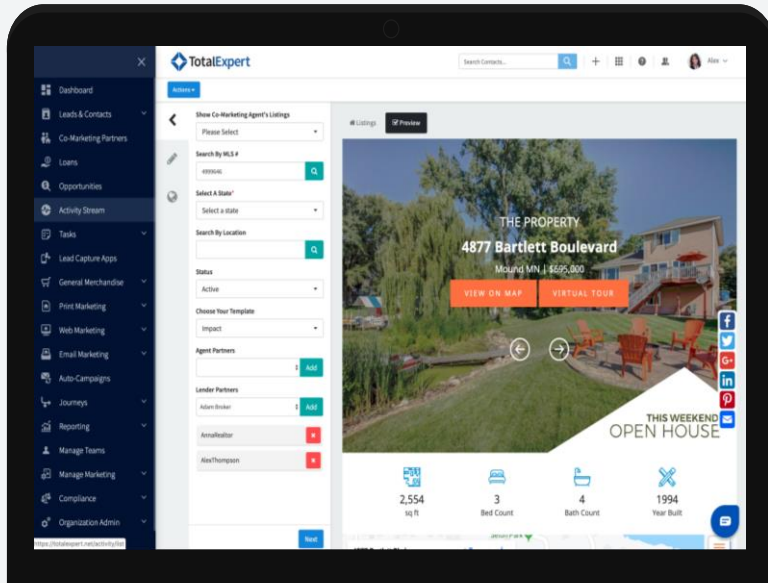 TotalExpert
Search Contacts...
Alex
Dashboard
Leads & Contacts
Co-Marketing Partners
Loans
Opportunities
Activity Stream
Tasks
Lead Capture Apps
General Merchandise
Print Marketing
Web Marketing
Email Marketing
Auto-Campaigns
Journeys
Reporting
Manage Teams
Manage Marketing
Compliance
Organization Admin
https://totalexpert.net/activity/list
Actions
Show Co-Marketing Agent's Listings
Please Select
Search By MLS #
4999646
Select A State*
Select a state
Search By Location
Status
Active
Choose Your Template
Impact
Agent Partners
Add
Lender Partners
Adam Broker
Add
AnnaRealtor
AlexThompson
Next
Listings
Preview
THE PROPERTY
4877 Bartlett Boulevard
Mound MN | $695,000
VIEW ON MAP
VIRTUAL TOUR
THIS WEEKEND
OPEN HOUSE
2,554
sq ft
3
Bed Count
4
Bath Count
1994
Year Built